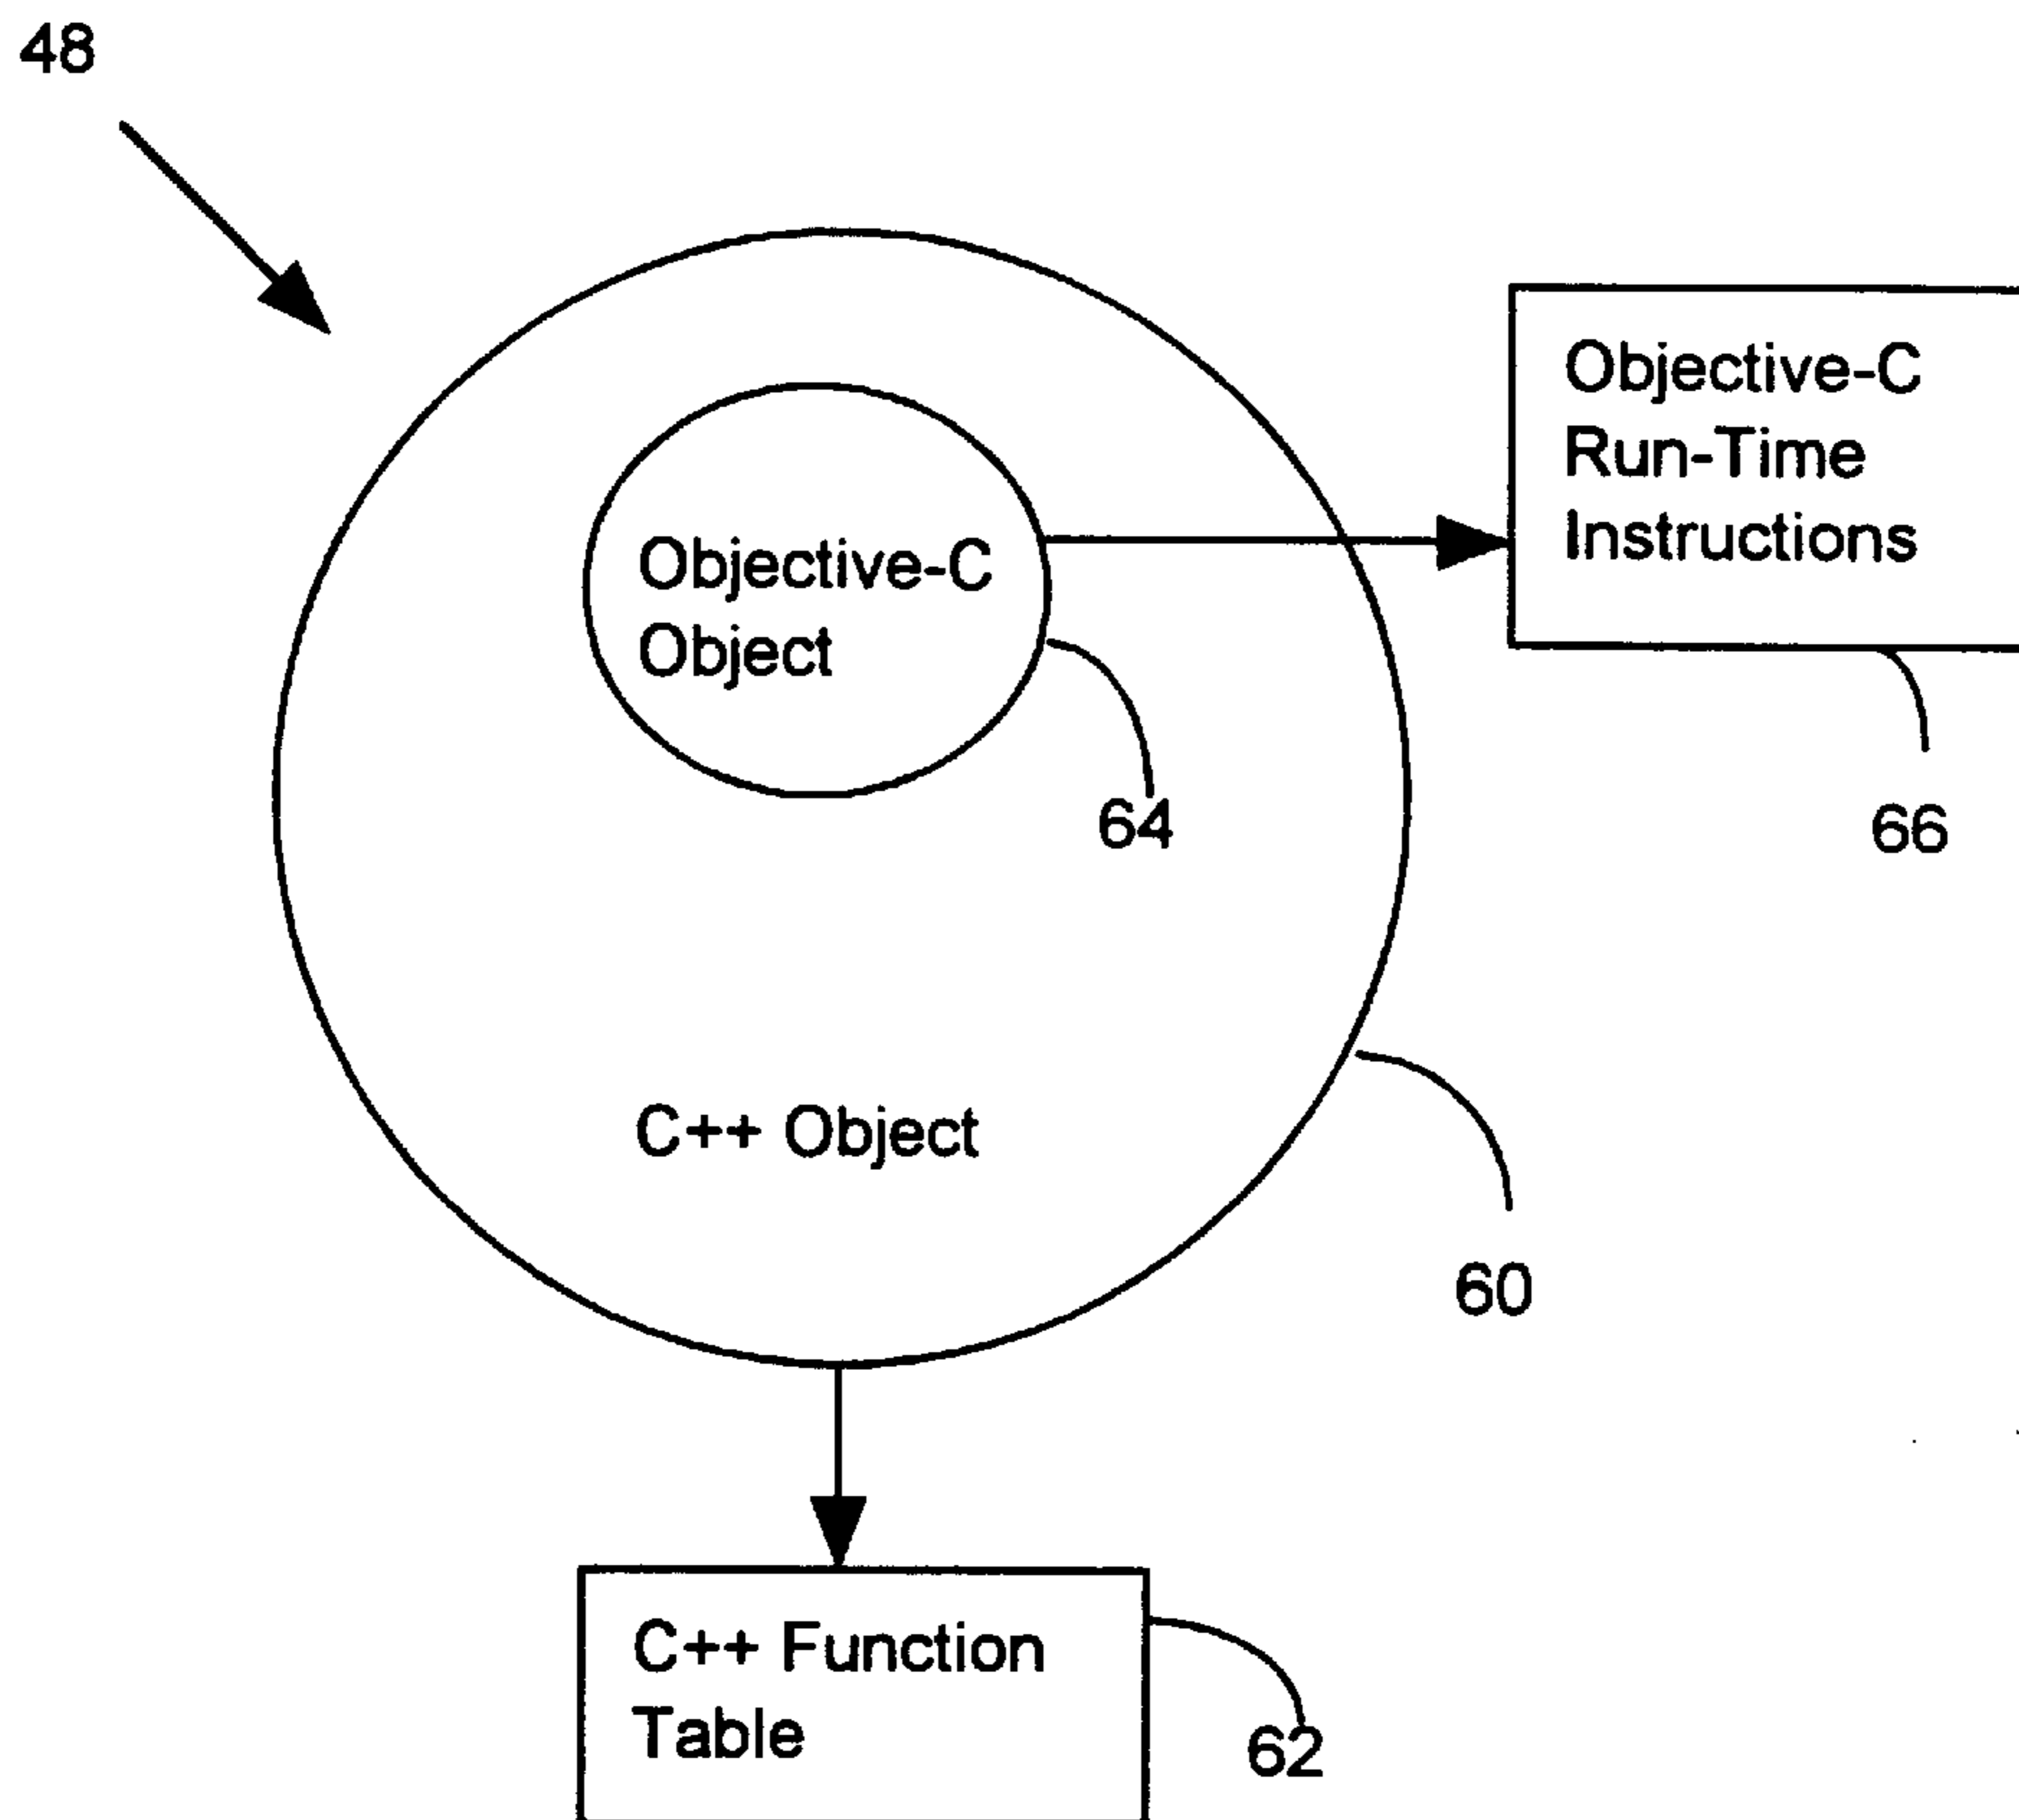 48
Objective-C
Run-Time
Instructions
Objective-C
Object
64
66
C++ Object
60
C++ Function
Table
62